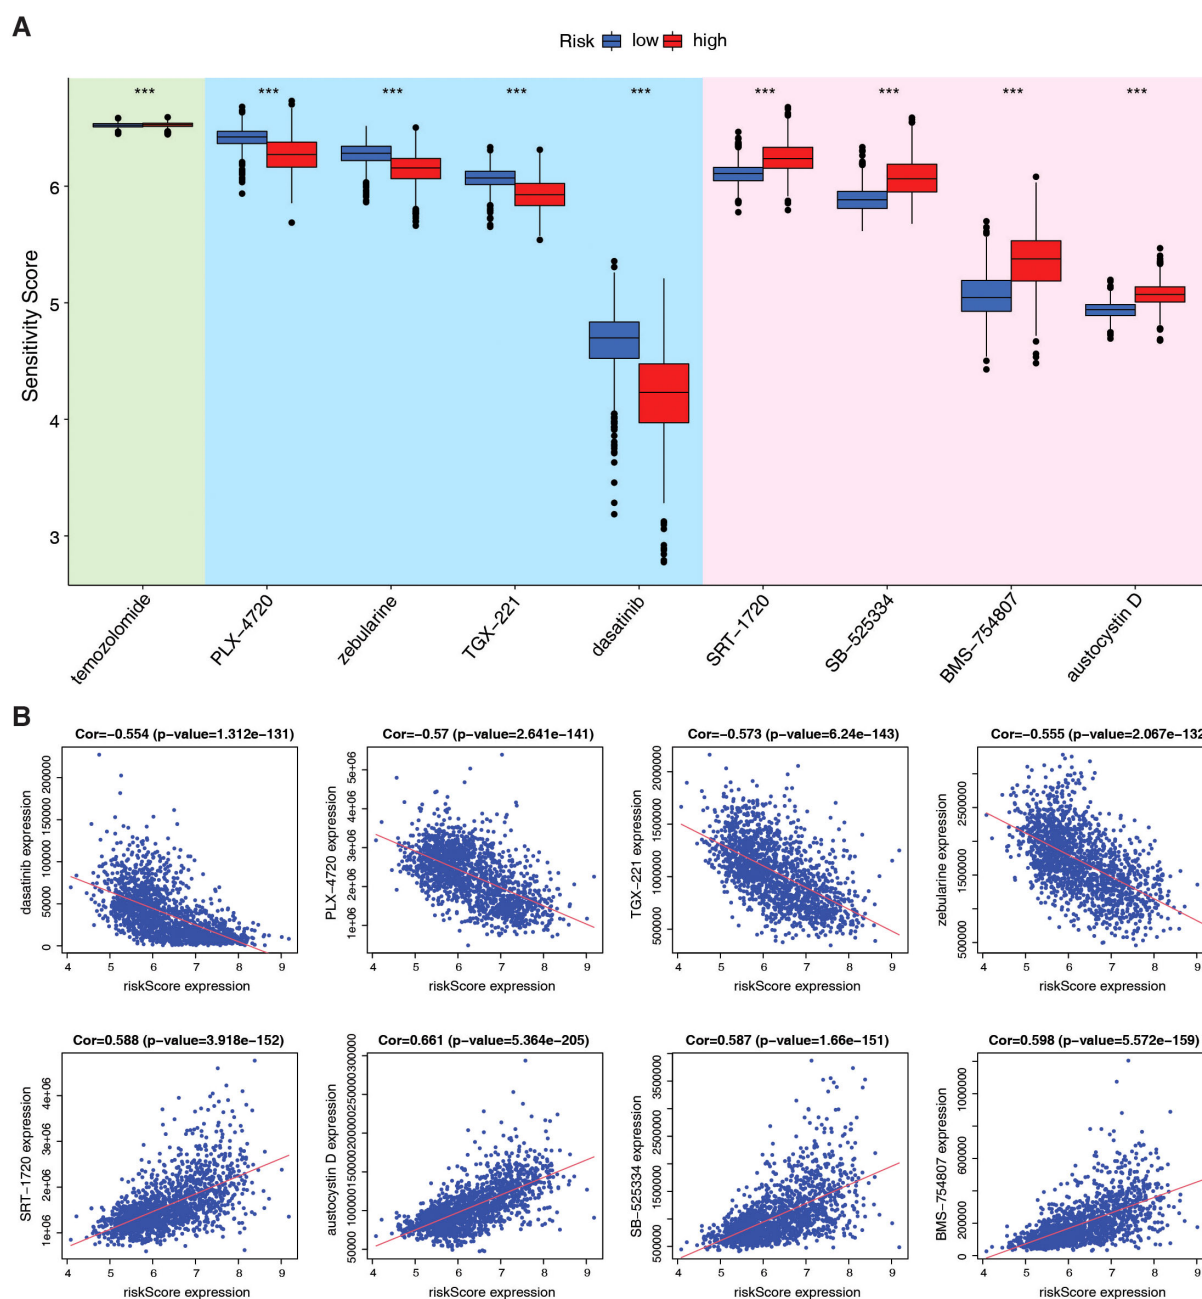 A
Risk low high
*** *** *** *** *** *** *** *** ***
Sensitivity Score
6
5
4
3
temozolomide PLX−4720 zebularine TGX−221 dasatinib SRT−1720 SB−525334 BMS−754807 austocystin D
B
Cor=−0.554 (p−value=1.312e−131)
dasatinib expression
200000
150000
100000
50000
0
4 5 6 7 8 9
riskScore expression
Cor=−0.57 (p−value=2.641e−141)
PLX−4720 expression
5e+06
4e+06
3e+06
2e+06
1e+06
4 5 6 7 8 9
riskScore expression
Cor=−0.573 (p−value=6.24e−143)
TGX−221 expression
2000000
1500000
1000000
500000
4 5 6 7 8 9
riskScore expression
Cor=−0.555 (p−value=2.067e−132
zebularine expression
2500000
1500000
500000
4 5 6 7 8 9
riskScore expression
Cor=0.588 (p−value=3.918e−152)
SRT−1720 expression
4e+06
3e+06
2e+06
1e+06
4 5 6 7 8 9
riskScore expression
Cor=0.661 (p−value=5.364e−205)
austocystin D expression
300000
250000
200000
150000
100000
50000
4 5 6 7 8 9
riskScore expression
Cor=0.587 (p−value=1.66e−151)
SB−525334 expression
3500000
2500000
1500000
500000
4 5 6 7 8 9
riskScore expression
Cor=0.598 (p−value=5.572e−159)
BMS−754807 expression
1000000
600000
200000
0
4 5 6 7 8 9
riskScore expression